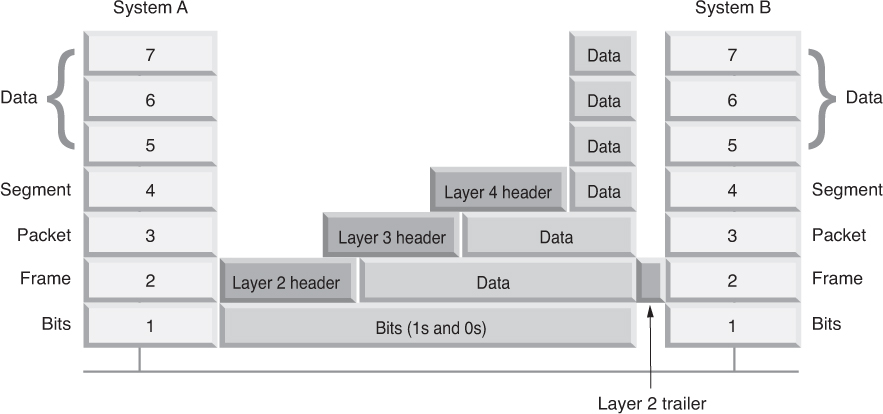 System A
System B
7
Data
7
6
Data
6
Data
Data
5
Data
5
Segment
4
Layer 4 header
Data
4
Segment
Packet
3
Layer 3 header
Data
3
Packet
Frame
2
Layer 2 header
Data
2
Frame
Bits
1
Bits (1s and 0s)
1
Bits
Layer 2 trailer